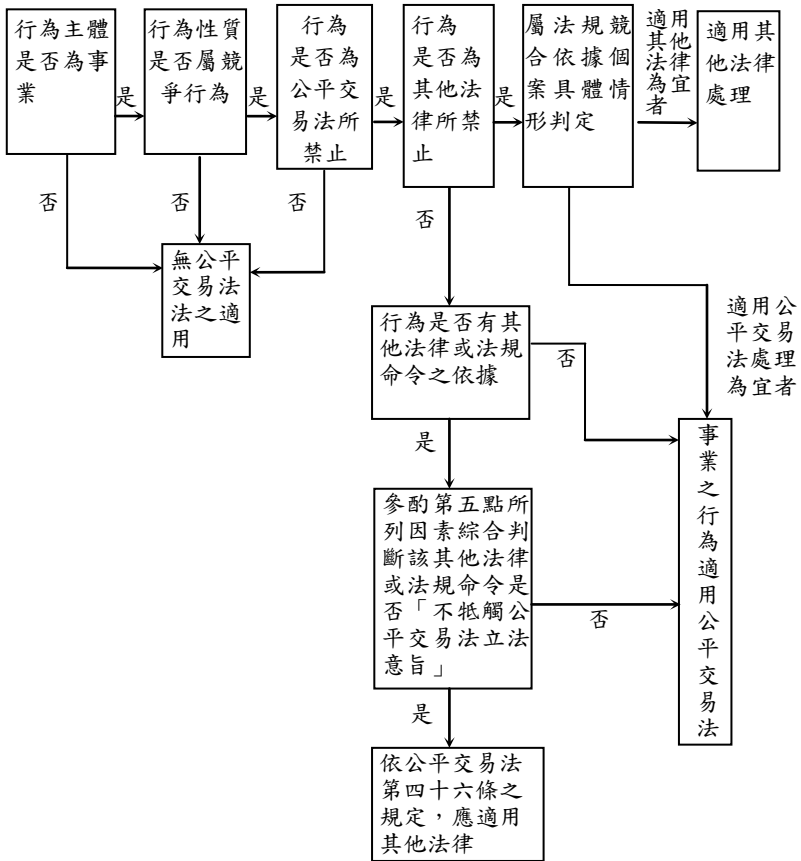 行為主體
是否為事
業
是
行為性質
是否屬競
爭行為
是
行為
是否為
公平交
易法所
禁止
是
行為
是否為
其他法
律所禁
止
是
屬法規競
合依據個
案具體情
形判定
適用其他法律為宜者
適用其
他法律
處理
否
否
否
無公平
交易法
法之適
用
否
行為是否有其
他法律或法規
命令之依據
否
適用公
平交易
法處理
為宜者
是
參酌第五點所
列因素綜合判
斷該其他法律
或法規命令是
否「不牴觸公
平交易法立法
意旨」
否
事業之行為適用公平交易法
是
依公平交易法
第四十六條之
規定，應適用
其他法律